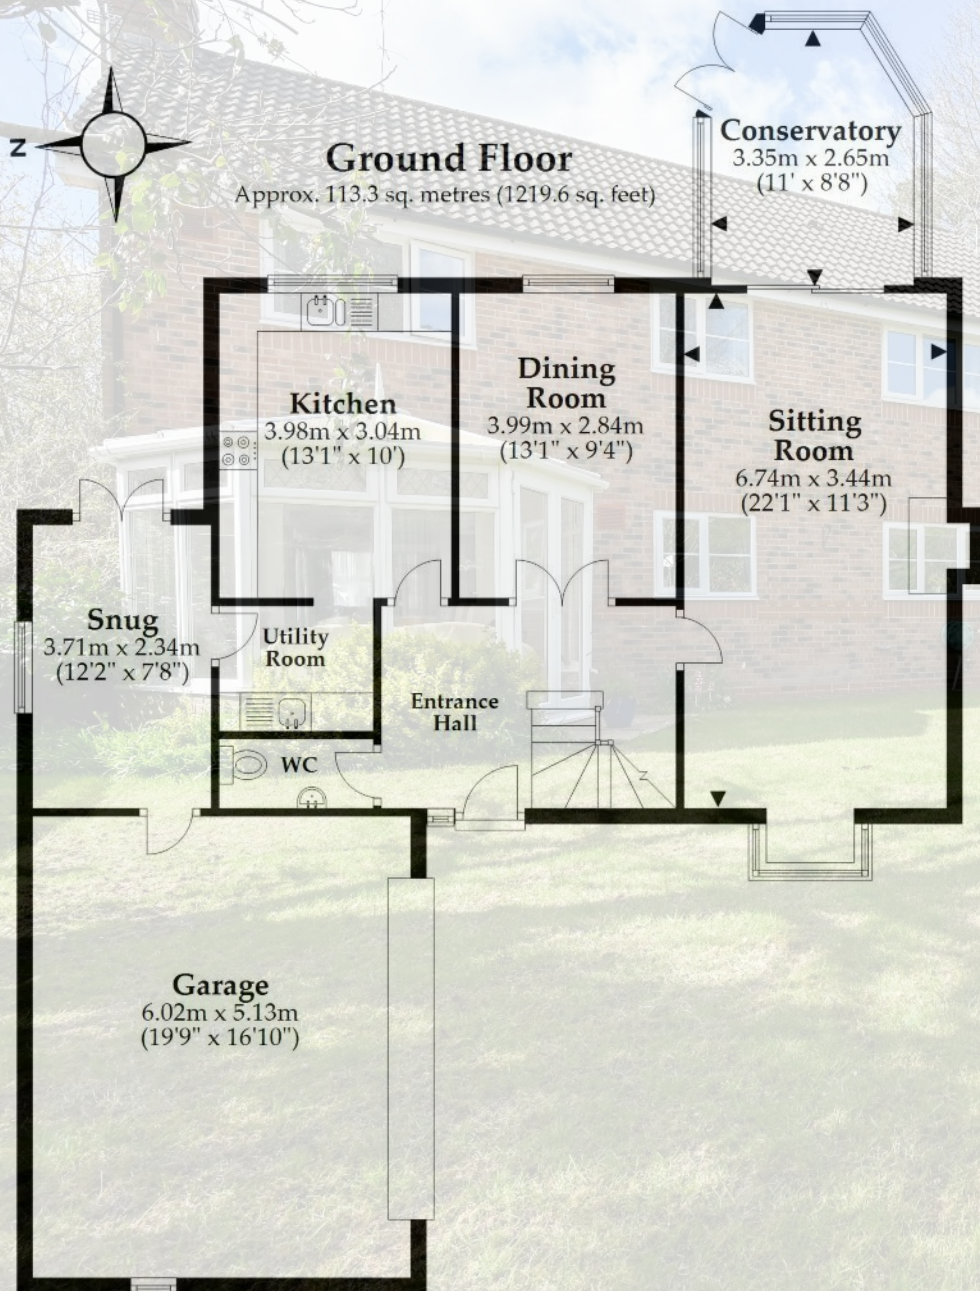 N
Ground Floor
Approx. 113.3 sq. metres (1219.6 sq. feet)
Conservatory
3.35m x 2.65m
(11' x 8'8")
Kitchen
3.98m x 3.04m
(13'1" x 10')
Dining
Room
3.99m x 2.84m
(13'1" x 9'4")
Sitting
Room
6.74m x 3.44m
(22'1" x 11'3")
Snug
3.71m x 2.34m
(12'2" x 7'8")
Utility
Room
Entrance
Hall
WC
Garage
6.02m x 5.13m
(19'9" x 16'10")